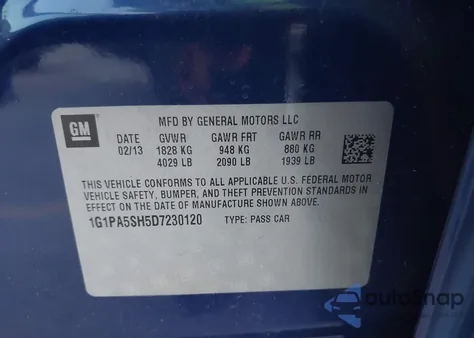 GM
MFD BY GENERAL MOTORS LLC
DATE GVWR GAWR FRT GAWR RR
02/13 1828 KG 948 KG 880 KG
4029 LB 2090 LB 1939 LB
THIS VEHICLE CONFORMS TO ALL APPLICABLE U.S. FEDERAL MOTOR
VEHICLE SAFETY, BUMPER, AND THEFT PREVENTION STANDARDS IN
EFFECT ON THE DATE OF MANUFACTURE SHOWN ABOVE.
1G1PA5SH5D7230120 TYPE: PASS CAR
autoSnap